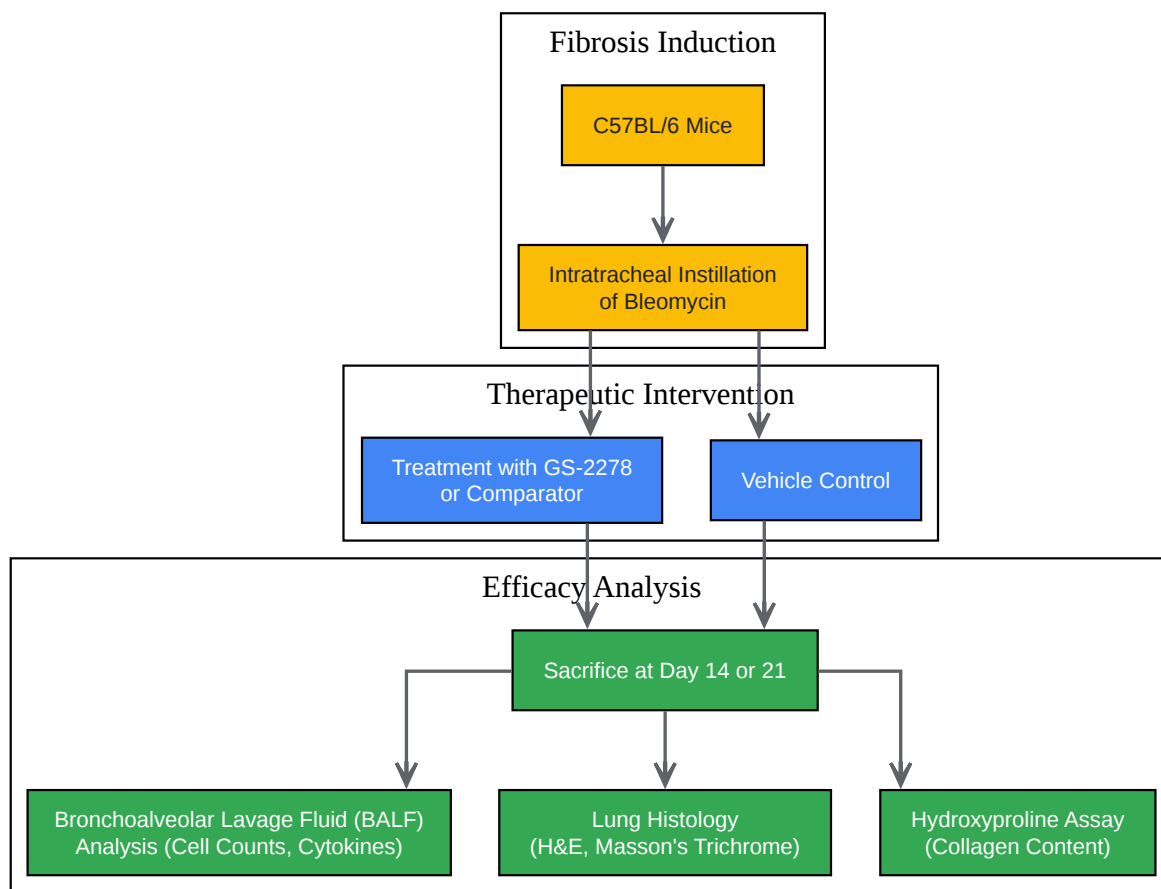 Fibrosis Induction
C57BL/6 Mice
Intratracheal Instillation
of Bleomycin
Therapeutic Intervention
Treatment with GS-2278
or Comparator
Vehicle Control
Efficacy Analysis
Sacrifice at Day 14 or 21
Bronchoalveolar Lavage Fluid (BALF)
Analysis (Cell Counts, Cytokines)
Lung Histology
(H&E, Masson's Trichrome)
Hydroxyproline Assay
(Collagen Content)